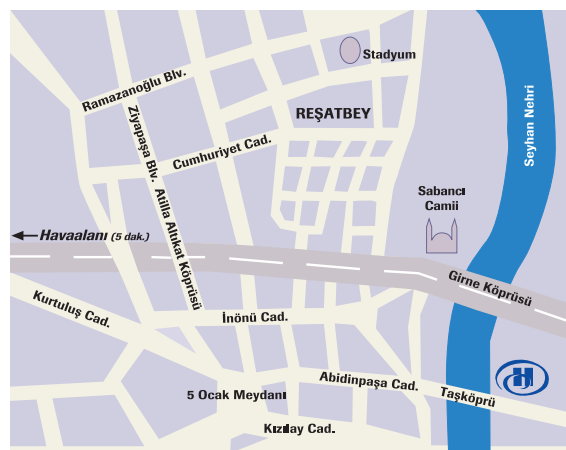 Stadyum
Ramazanoğlu Blv.
REŞATBEY
Ziyapaşa Blv.
Atilla Altıkat Köprüsü
Cumhuriyet Cad.
Seyhan Nehri
Sabancı
Camii
Havaalanı (5 dak.)
Girne Köprüsü
Kurtuluş Cad.
İnönü Cad.
Abidinpaşa Cad.
Taşköprü
5 Ocak Meydanı
Kızılay Cad.
H